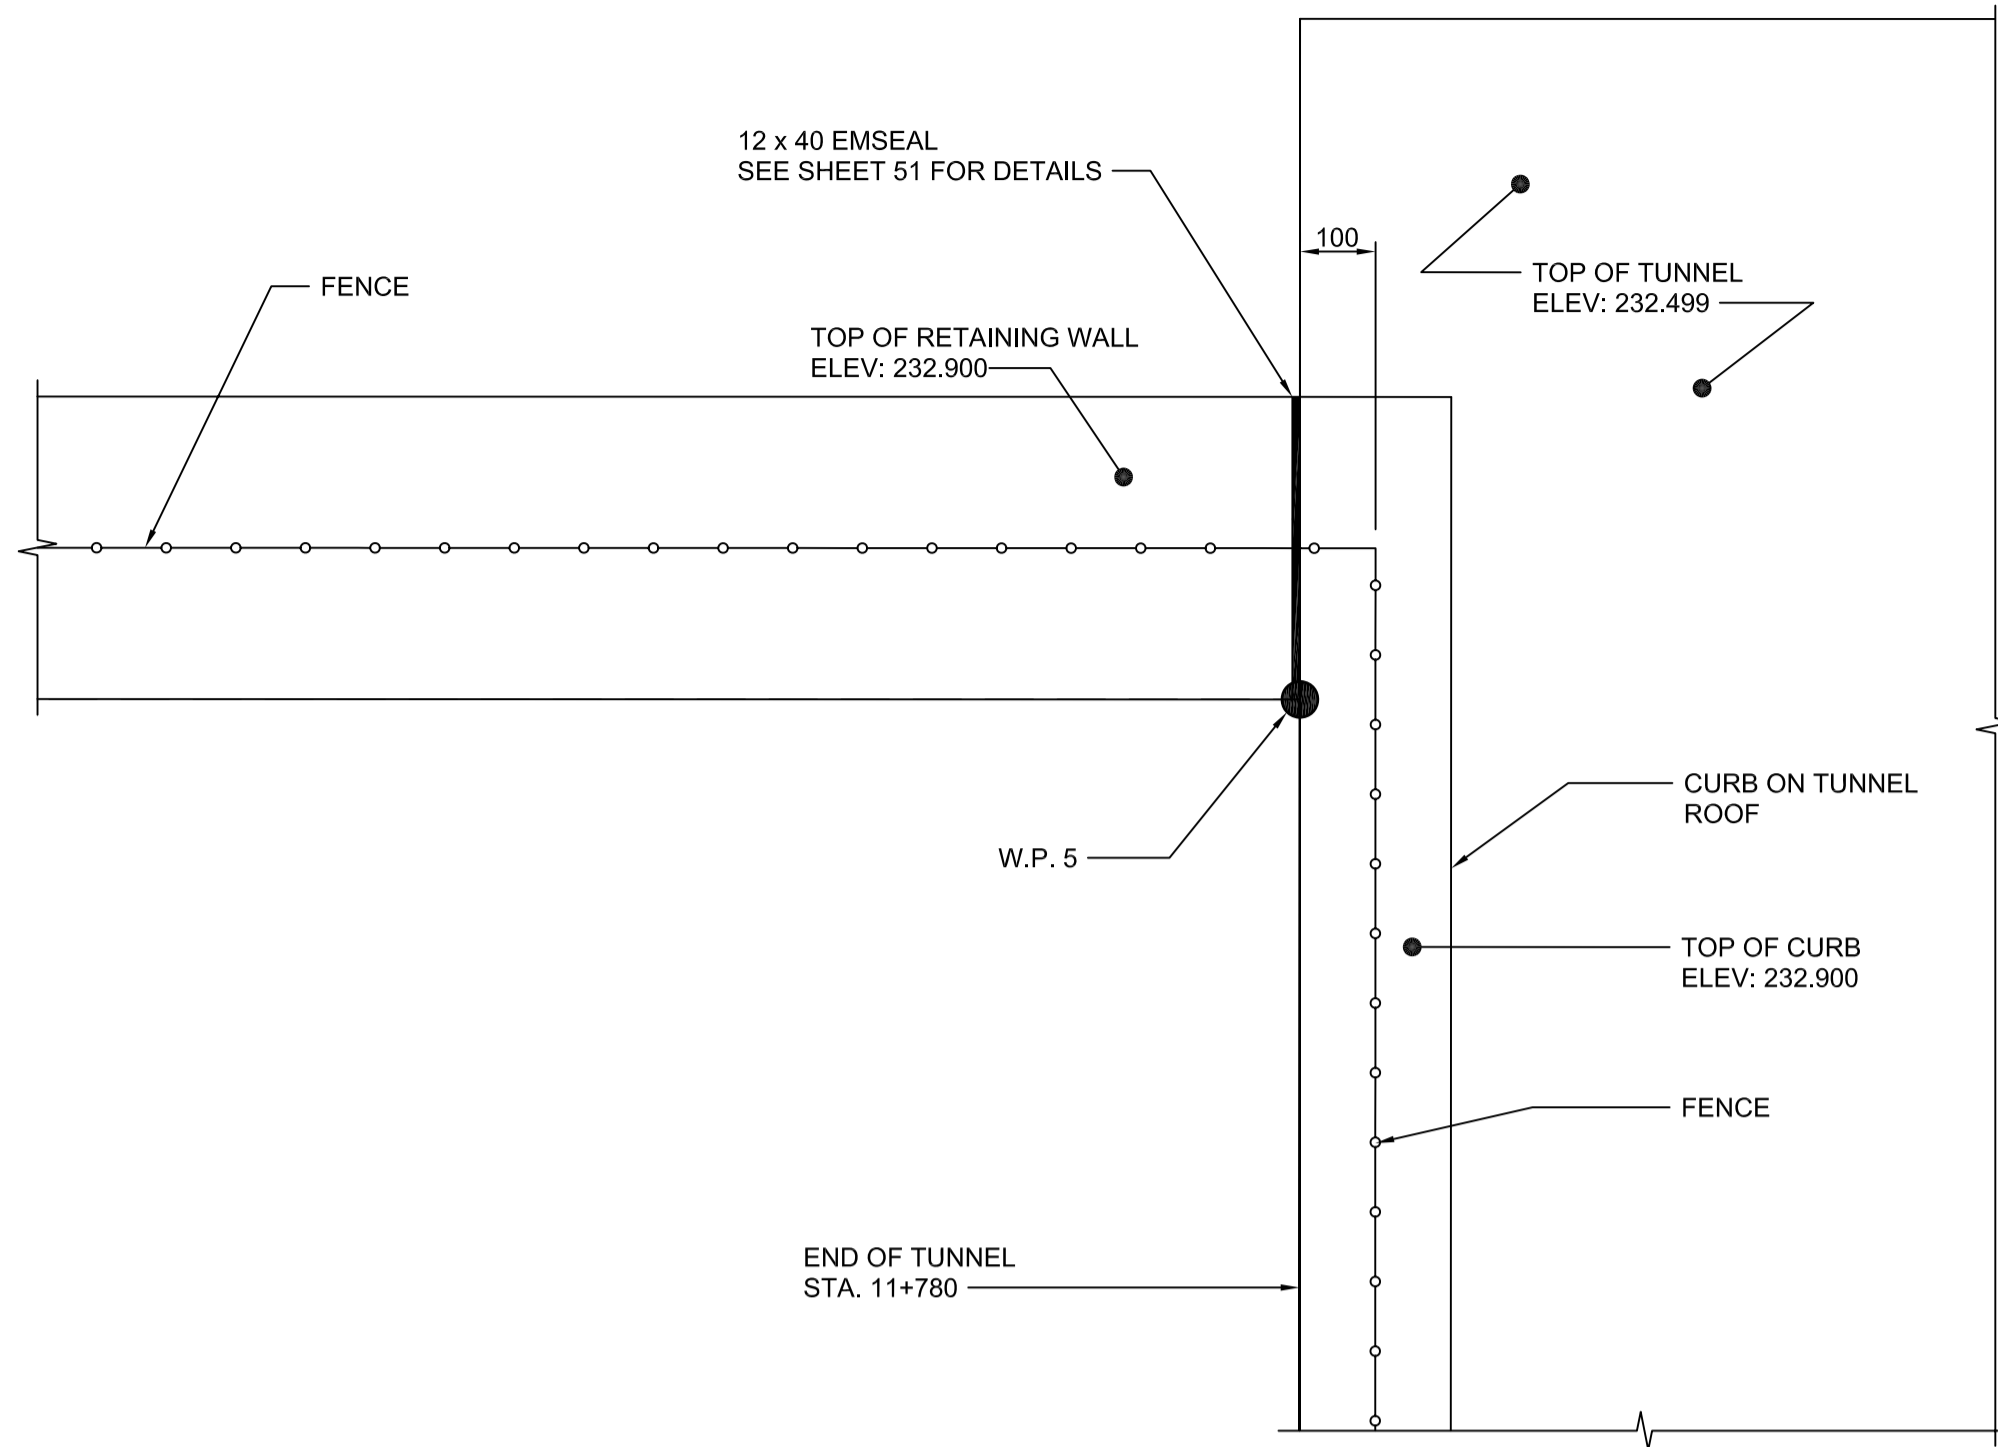 12 x 40 EMSEAL
SEE SHEET 51 FOR DETAILS
100
TOP OF TUNNEL
ELEV: 232.499
FENCE
TOP OF RETAINING WALL
ELEV: 232.900
CURB ON TUNNEL
ROOF
W.P. 5
TOP OF CURB
ELEV: 232.900
FENCE
END OF TUNNEL
STA. 11+780